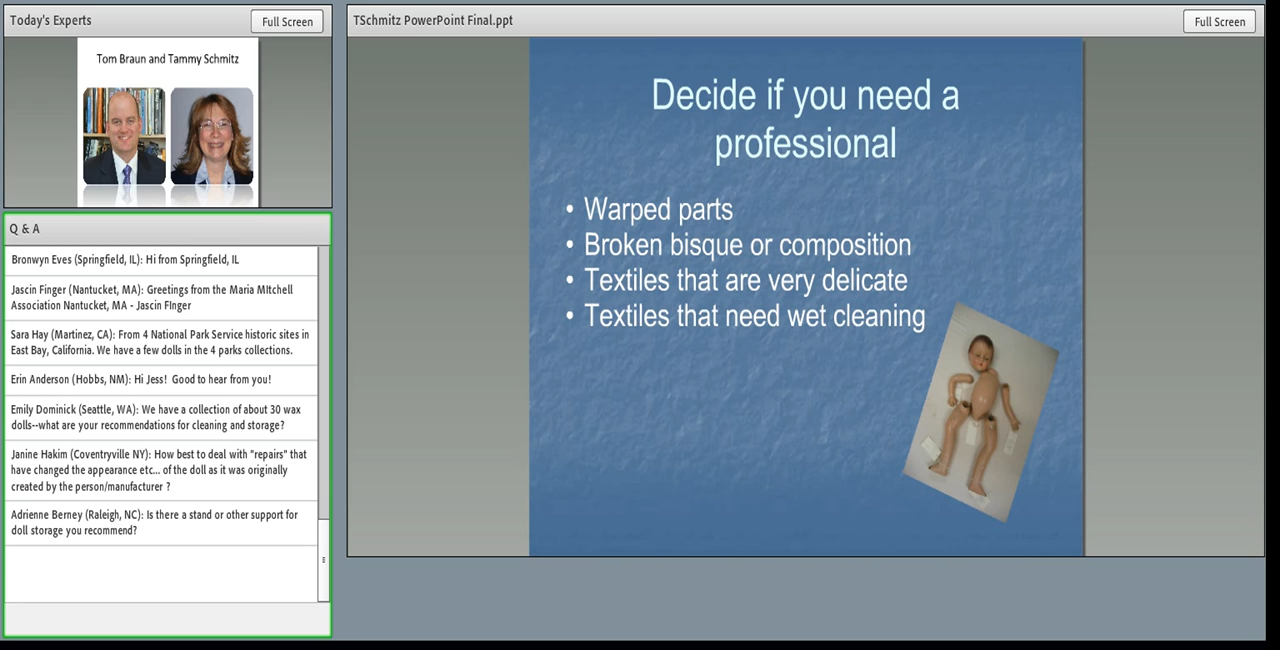 Today's Experts
Full Screen
Tom Braun and Tammy Schmitz
Q & A
Bronwyn Eves (Springfield, IL): Hi from Springfield, IL
Jascin Finger (Nantucket, MA): Greetings from the Maria MItchell
Association Nantucket, MA - Jascin FInger
Sara Hay (Martinez, CA): From 4 National Park Service historic sites in
East Bay, California. We have a few dolls in the 4 parks collections.
Erin Anderson (Hobbs, NM): Hi Jess! Good to hear from you!
Emily Dominick (Seattle, WA): We have a collection of about 30 wax
dolls--what are your recommendations for cleaning and storage?
Janine Hakim (Coventryville NY): How best to deal with "repairs" that
have changed the appearance etc... of the doll as it was originally
created by the person/manufacturer ?
Adrienne Berney (Raleigh, NC): Is there a stand or other support for
doll storage you recommend?
TSchmitz PowerPoint Final.ppt
Full Screen
Decide if you need a
professional
• Warped parts
• Broken bisque or composition
• Textiles that are very delicate
• Textiles that need wet cleaning